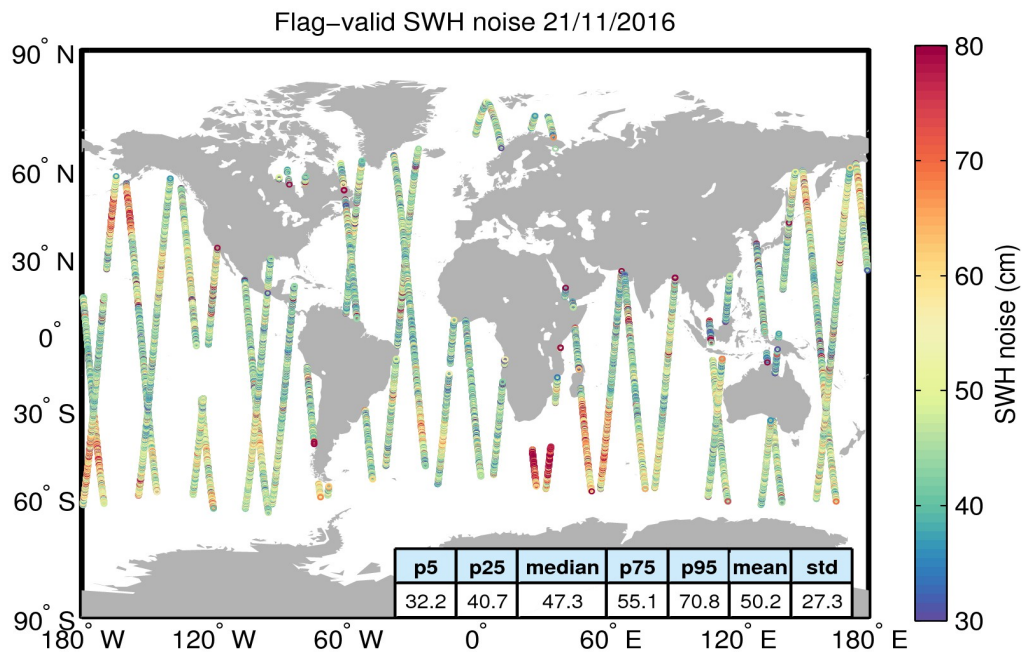 Flag−valid SWH noise 21/11/2016
90° N
60° N
30° N
0°
30° S
60° S
90° S
180° W
120° W
60° W
0°
60° E
120° E
180° E
80
70
60
50
40
30
SWH noise (cm)
p5 p25 median p75 p95 mean std
32.2 40.7 47.3 55.1 70.8 50.2 27.3